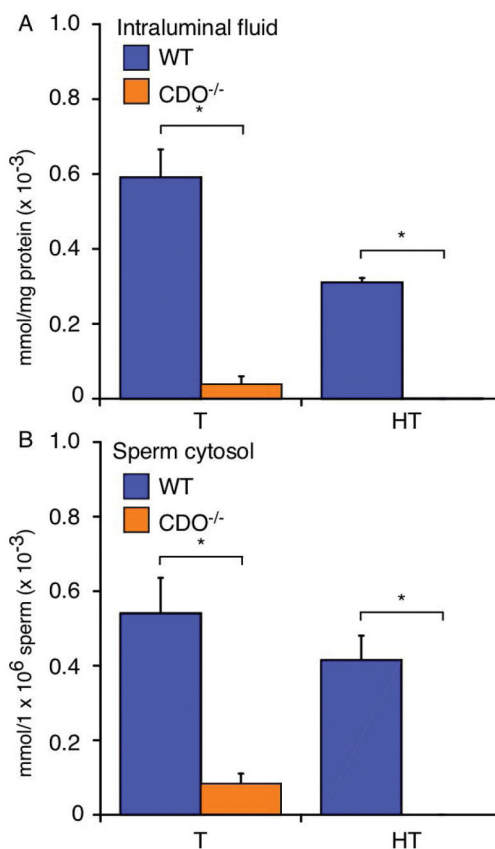 A
Intraluminal fluid
WT
CDO-/-
*
*
mmol/mg protein (x 10-3)
1.0
0.8
0.6
0.4
0.2
0
T
HT
B
Sperm cytosol
WT
CDO-/-
*
*
mmol/1 x 106 sperm (x 10-3)
1.0
0.8
0.6
0.4
0.2
0
T
HT